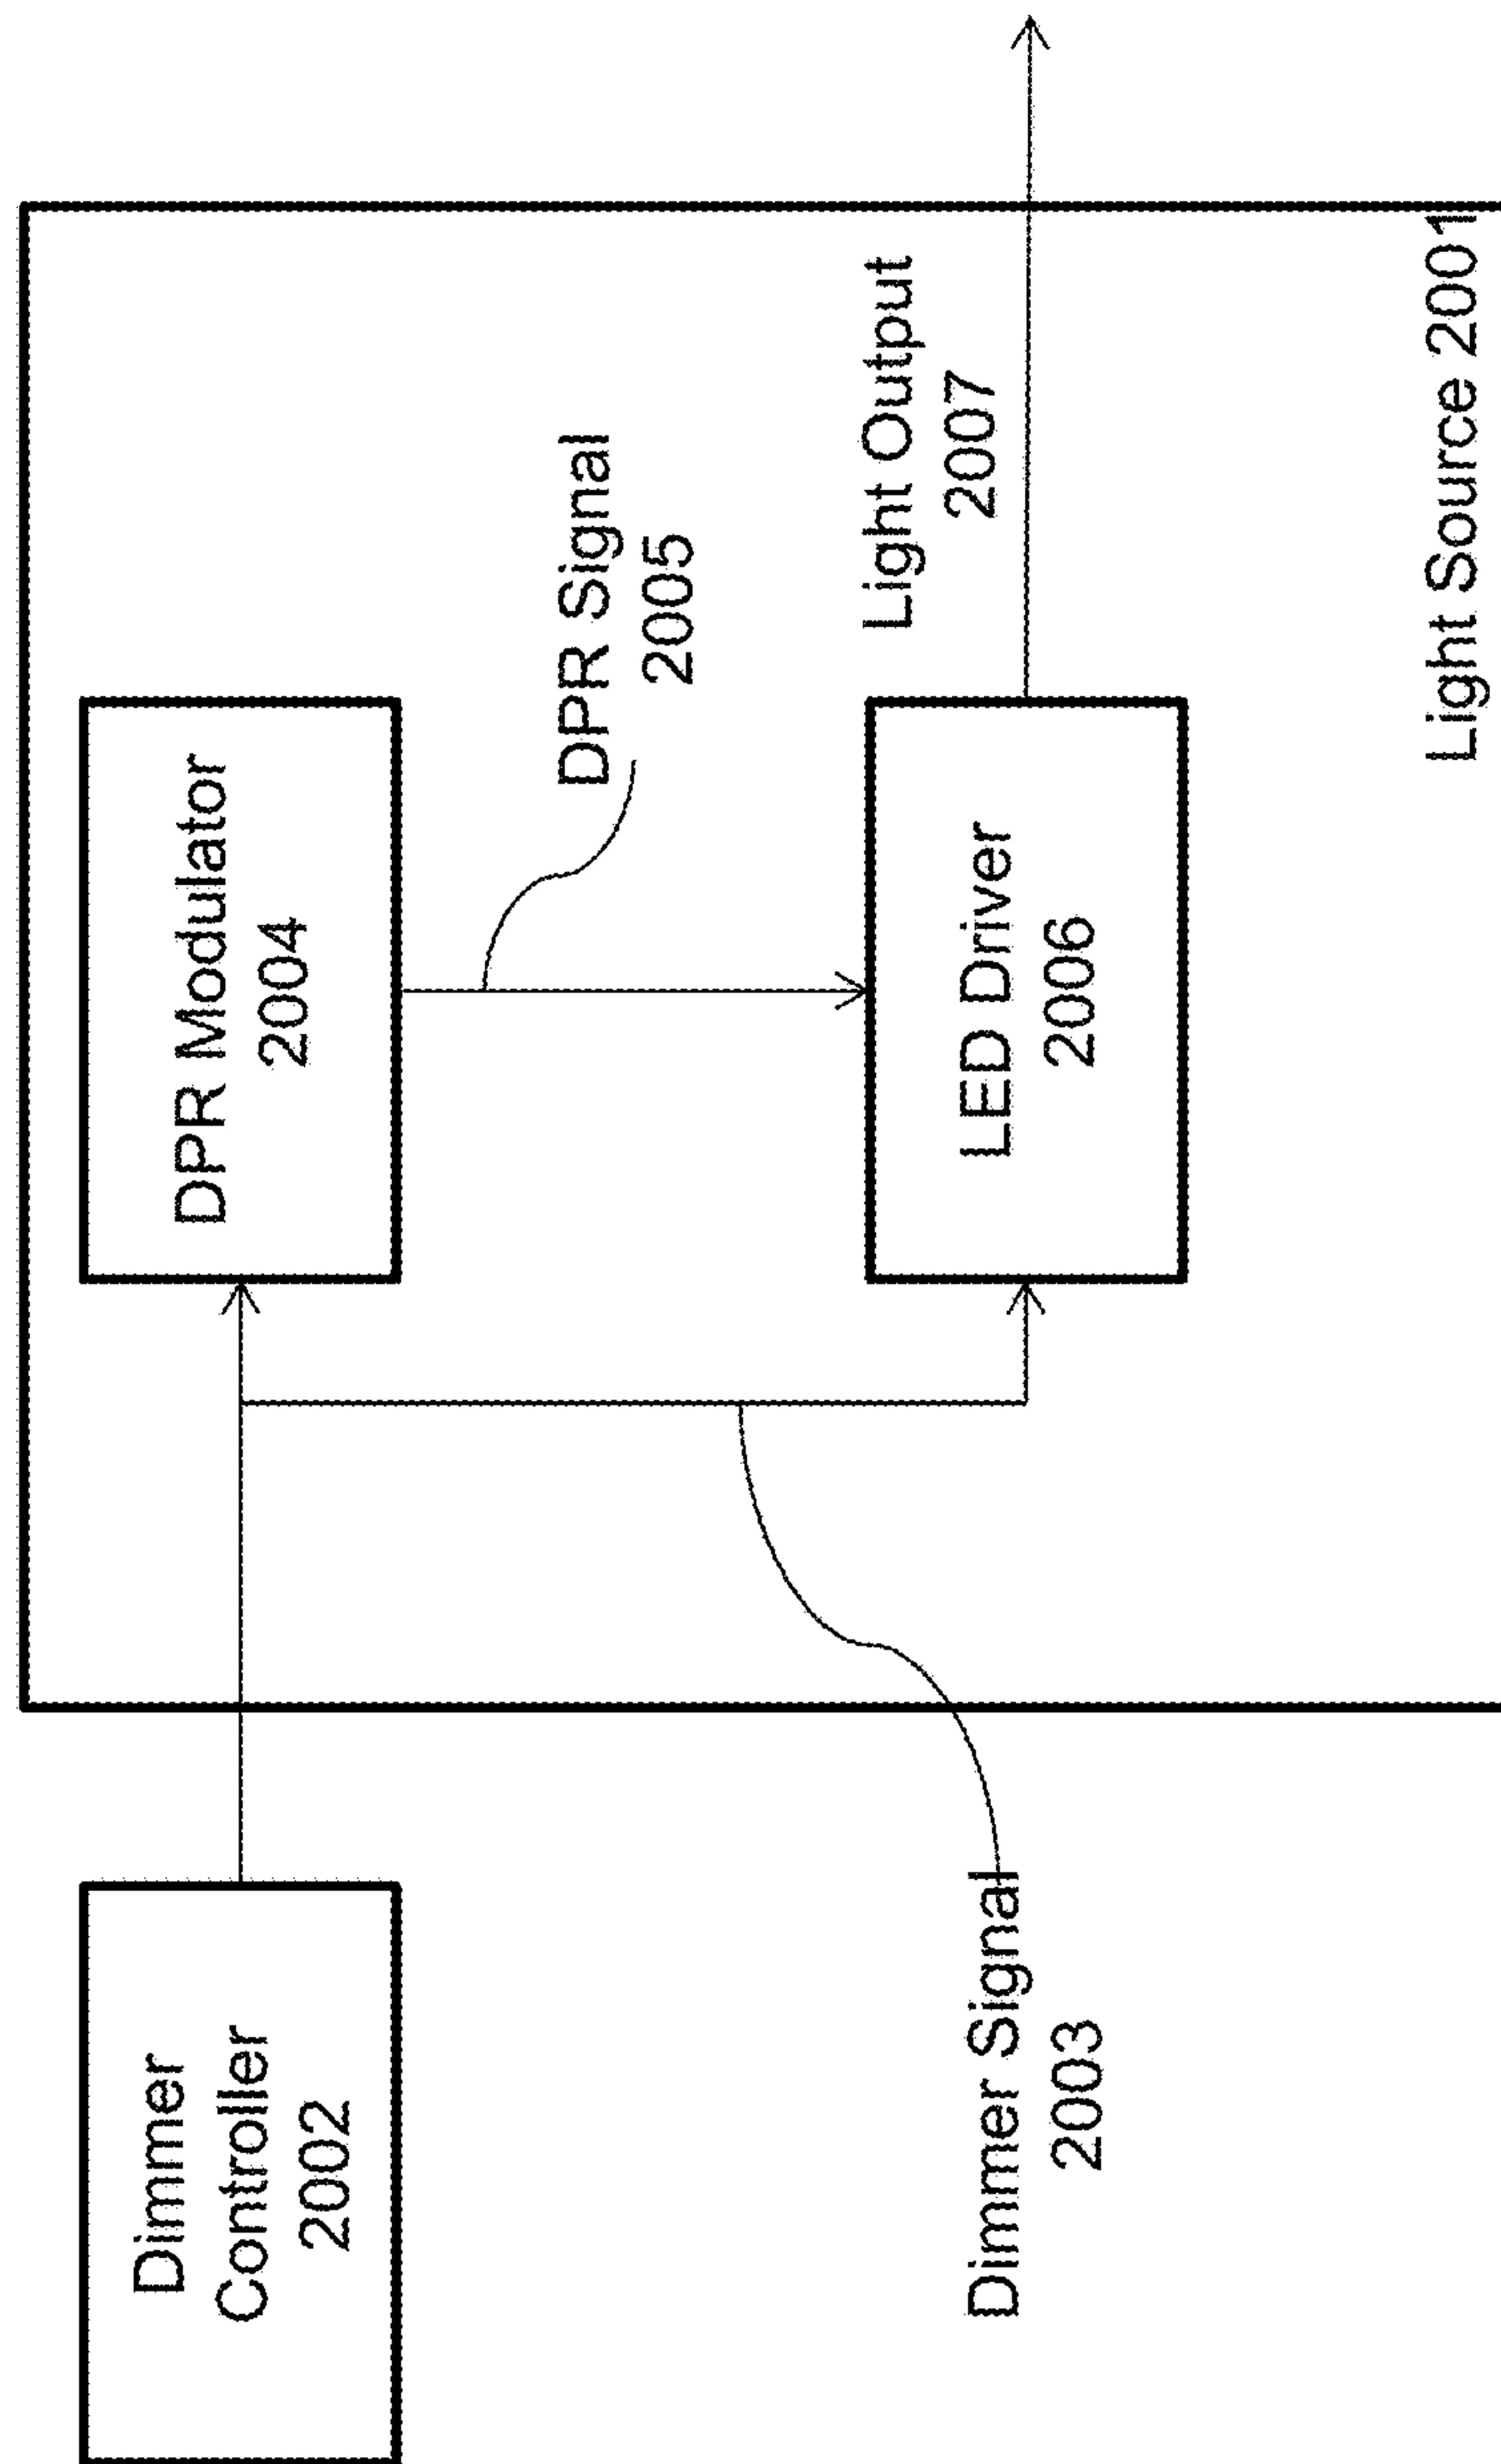 Dimmer
Controller
2002
DPR Modulator
2004
DPR Signal
2005
Dimmer Signal
2003
LED Driver
2006
Light Output
2007
Light Source 2001